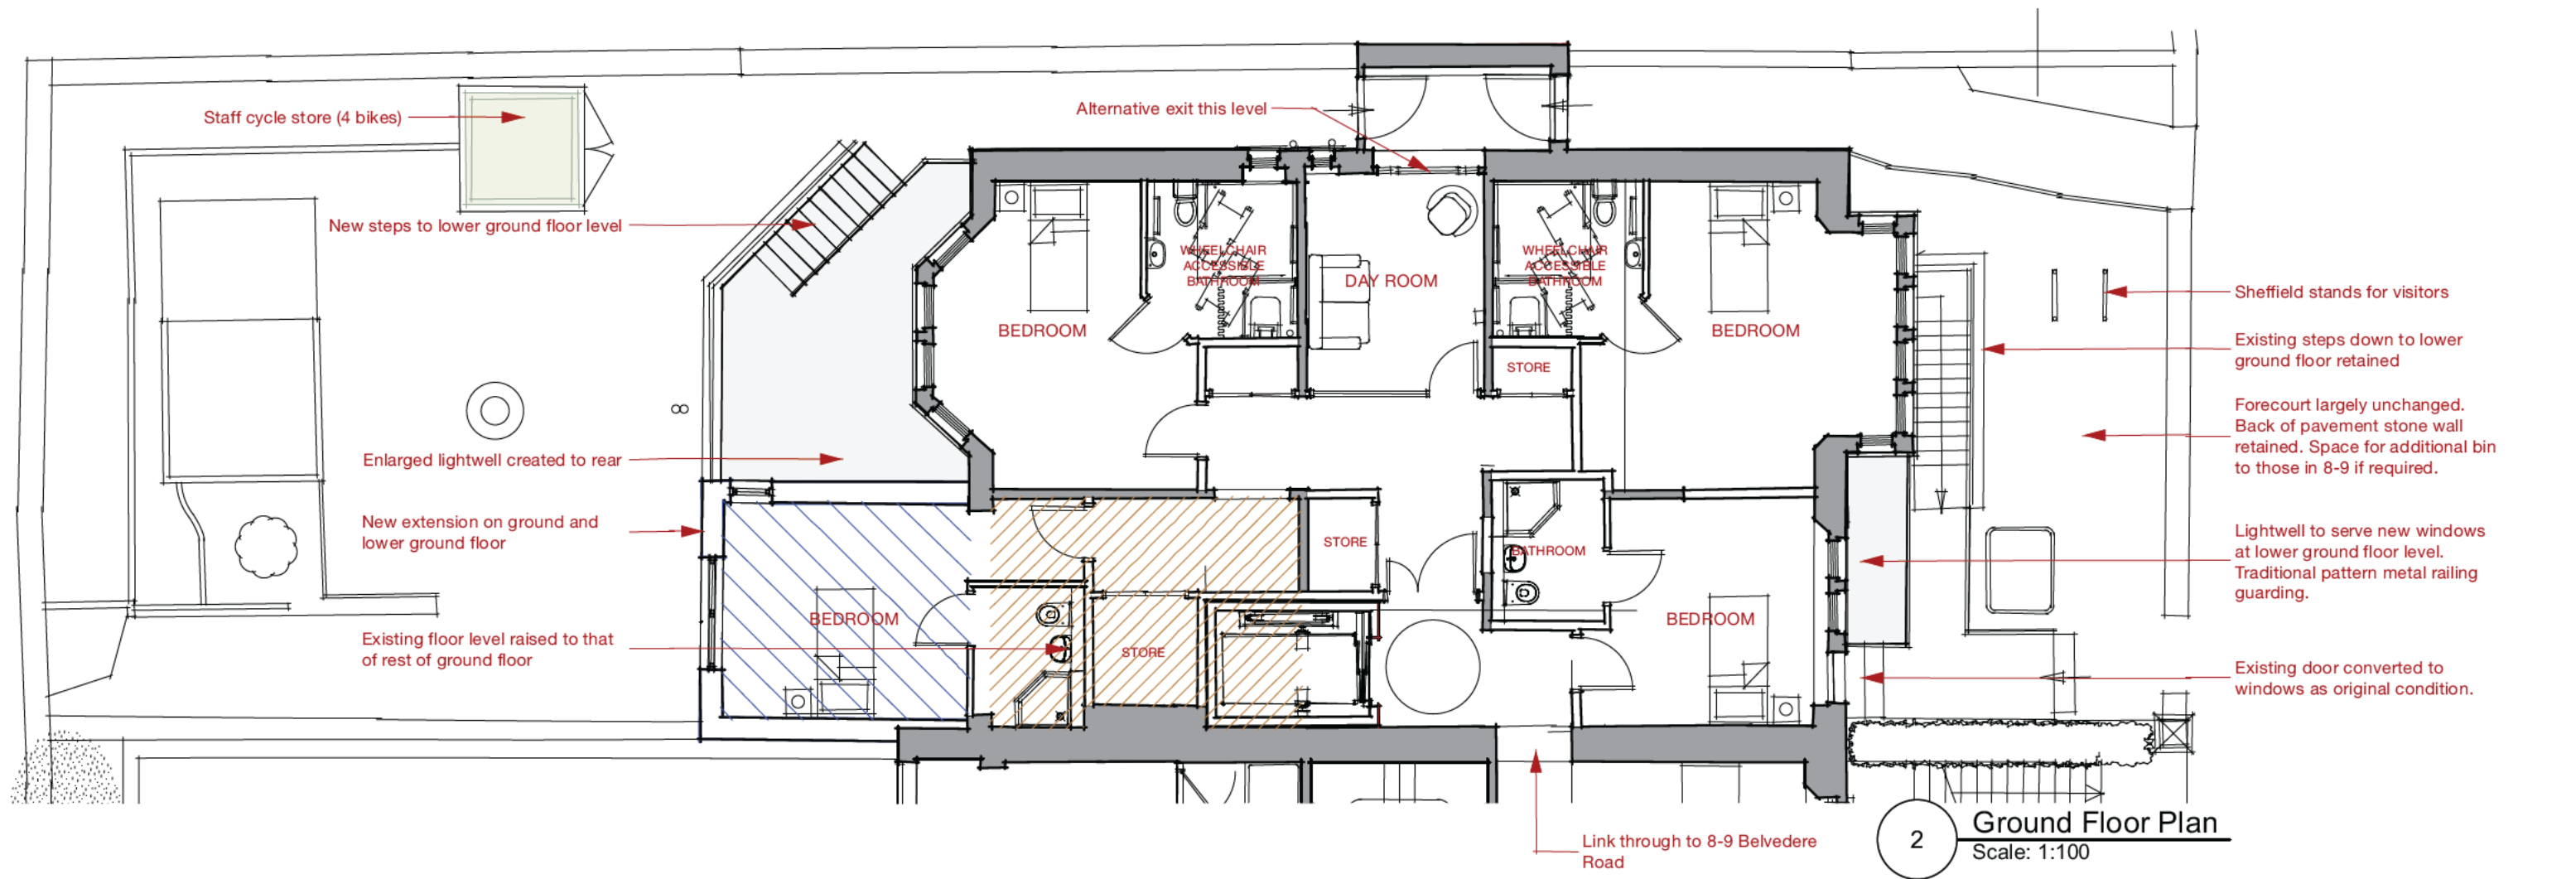 Staff cycle store (4 bikes)
Alternative exit this level
New steps to lower ground floor level
WHEELCHAIR
ACCESSIBLE
BATHROOM
DAY ROOM
WHEELCHAIR
ACCESSIBLE
BATHROOM
BEDROOM
BEDROOM
STORE
Sheffield stands for visitors
Existing steps down to lower
ground floor retained
Forecourt largely unchanged.
Back of pavement stone wall
retained. Space for additional bin
to those in 8-9 if required.
Enlarged lightwell created to rear
New extension on ground and
lower ground floor
STORE
BATHROOM
Lightwell to serve new windows
at lower ground floor level.
Traditional pattern metal railing
guarding.
BEDROOM
BEDROOM
Existing floor level raised to that
of rest of ground floor
STORE
Existing door converted to
windows as original condition.
Link through to 8-9 Belvedere
Road
2
Ground Floor Plan
Scale: 1:100